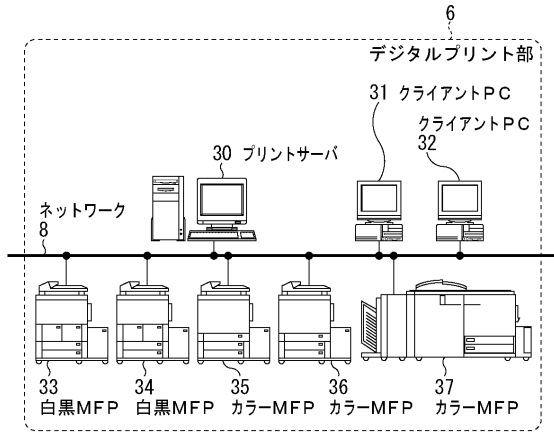 6
デジタルプリント部
31 クライアントPC
クライアントPC
32
30 プリントサーバ
ネットワーク
8
33
白黒MFP
34
白黒MFP
35
カラーMFP
36
カラーMFP
37
カラーMFP